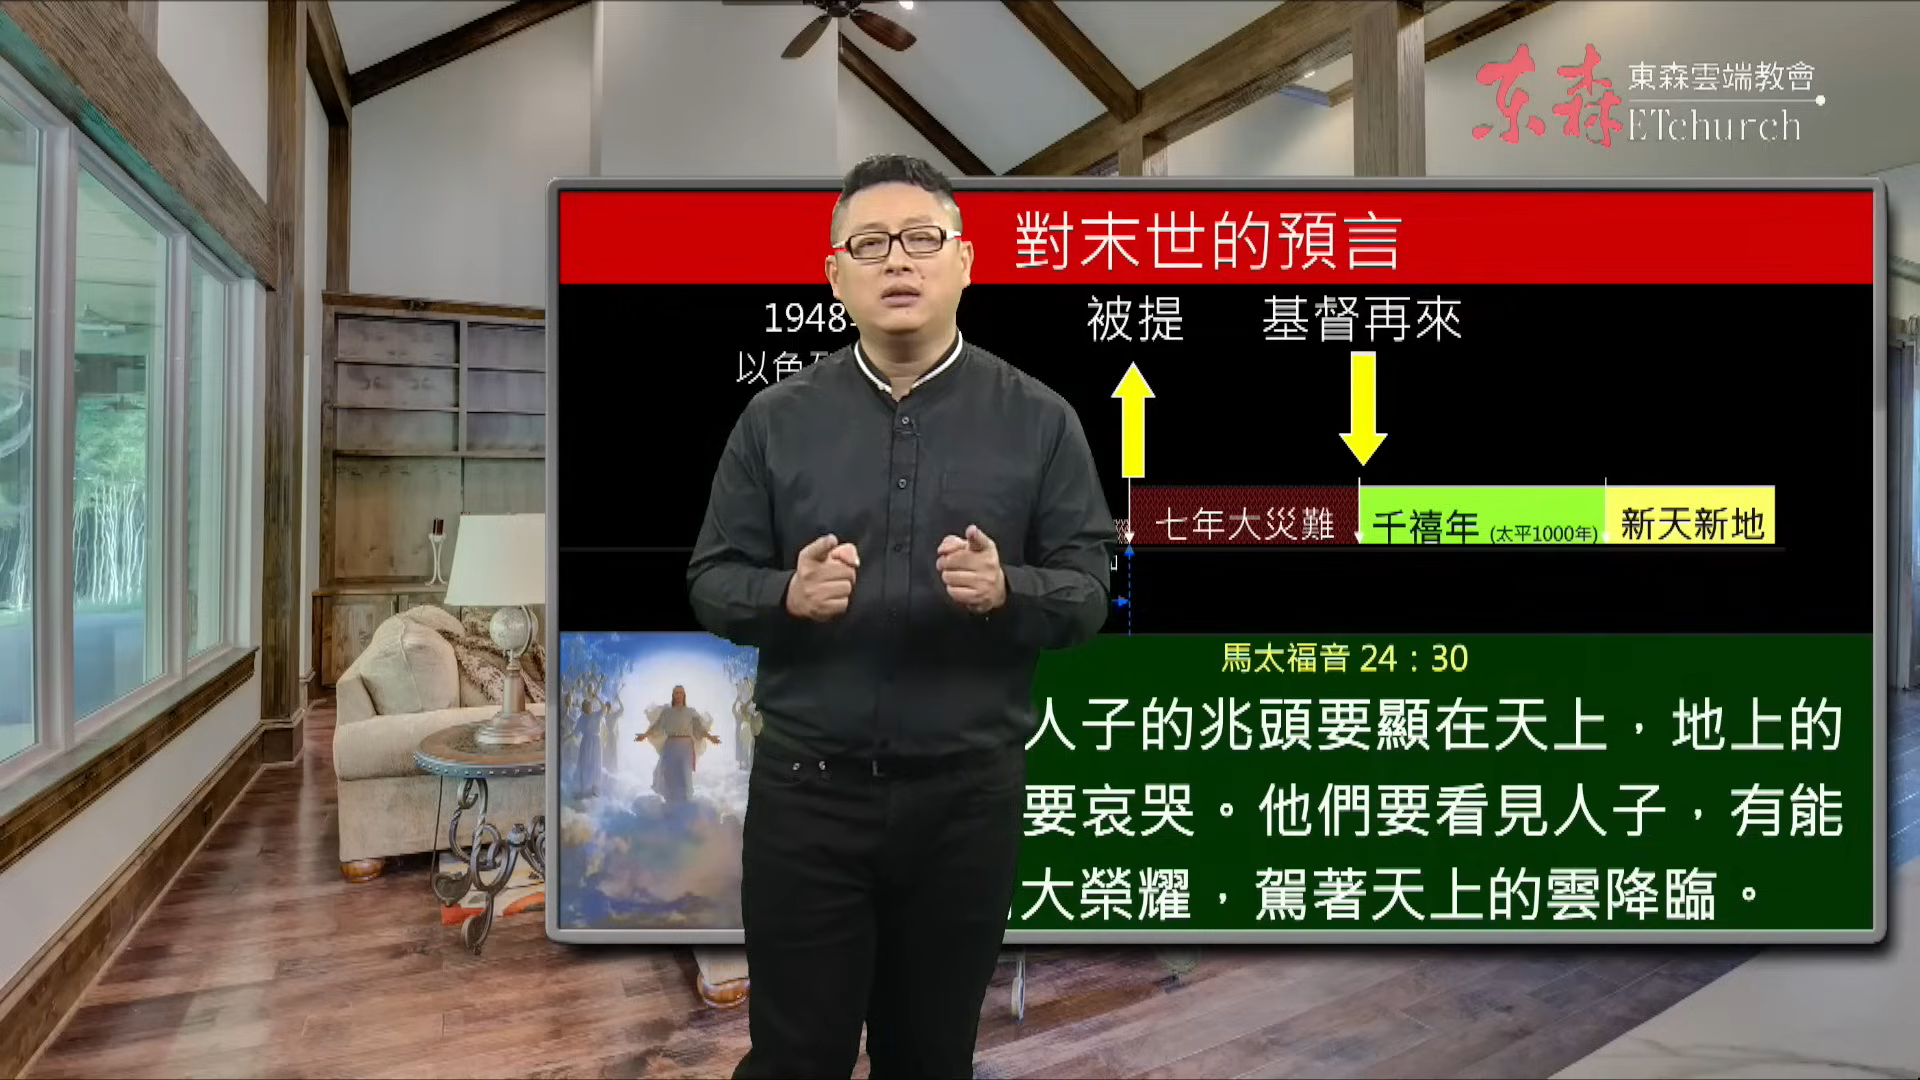 东森
東森雲端教會
ETchurch
對末世的預言
1948
以色
被提
基督再來
七年大災難
千禧年 (太平1000年)
新天新地
馬太福音 24：30
人子的兆頭要顯在天上，地上的
要哀哭。他們要看見人子，有能
大榮耀，駕著天上的雲降臨。